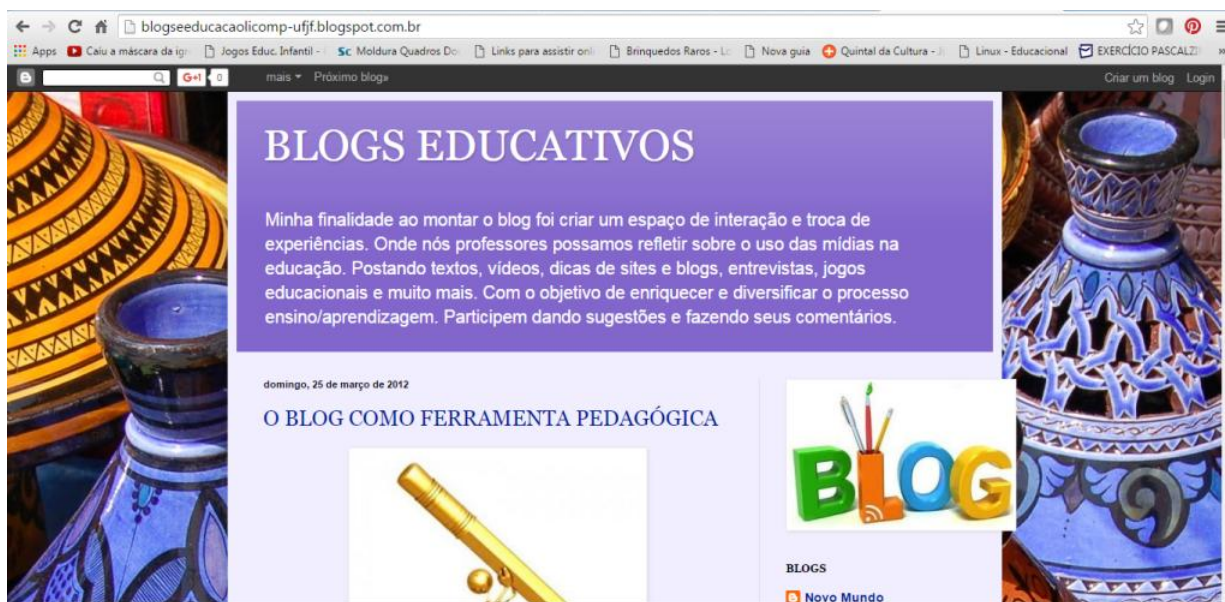 blogseeducacaolicomp-ufjf.blogspot.com.br
Apps Caiu a máscara da ig Jogos Educ. Infantil - Sc Moldura Quadros Do Links para assistir onl Brinquedos Raros - L Nova guia Quintal da Cultura - Linux - Educacional EXERCÍCIO PASCALZI »
G+1 0 mais Próximo blog» Criar um blog Login
BLOGS EDUCATIVOS
Minha finalidade ao montar o blog foi criar um espaço de interação e troca de
experiências. Onde nós professores possamos refletir sobre o uso das mídias na
educação. Postando textos, vídeos, dicas de sites e blogs, entrevistas, jogos
educacionais e muito mais. Com o objetivo de enriquecer e diversificar o processo
ensino/aprendizagem. Participem dando sugestões e fazendo seus comentários.
domingo, 25 de março de 2012
O BLOG COMO FERRAMENTA PEDAGÓGICA
BLOG
BLOGS
Novo Mundo